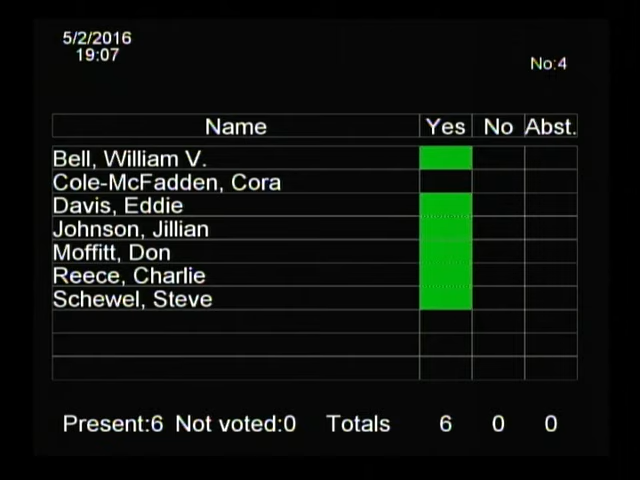 5/2/2016
19:07
No:4
Name Yes No Abst.
Bell, William V.
Cole-McFadden, Cora
Davis, Eddie
Johnson, Jillian
Moffitt, Don
Reece, Charlie
Schewel, Steve
Present:6 Not voted:0 Totals 6 0 0